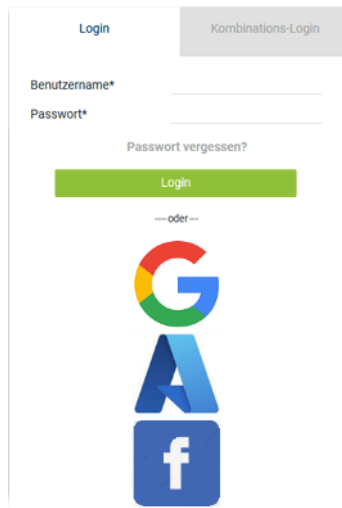 Login Kombinations-Login
Benutzername*
Passwort*
Passwort vergessen?
Login
---oder---